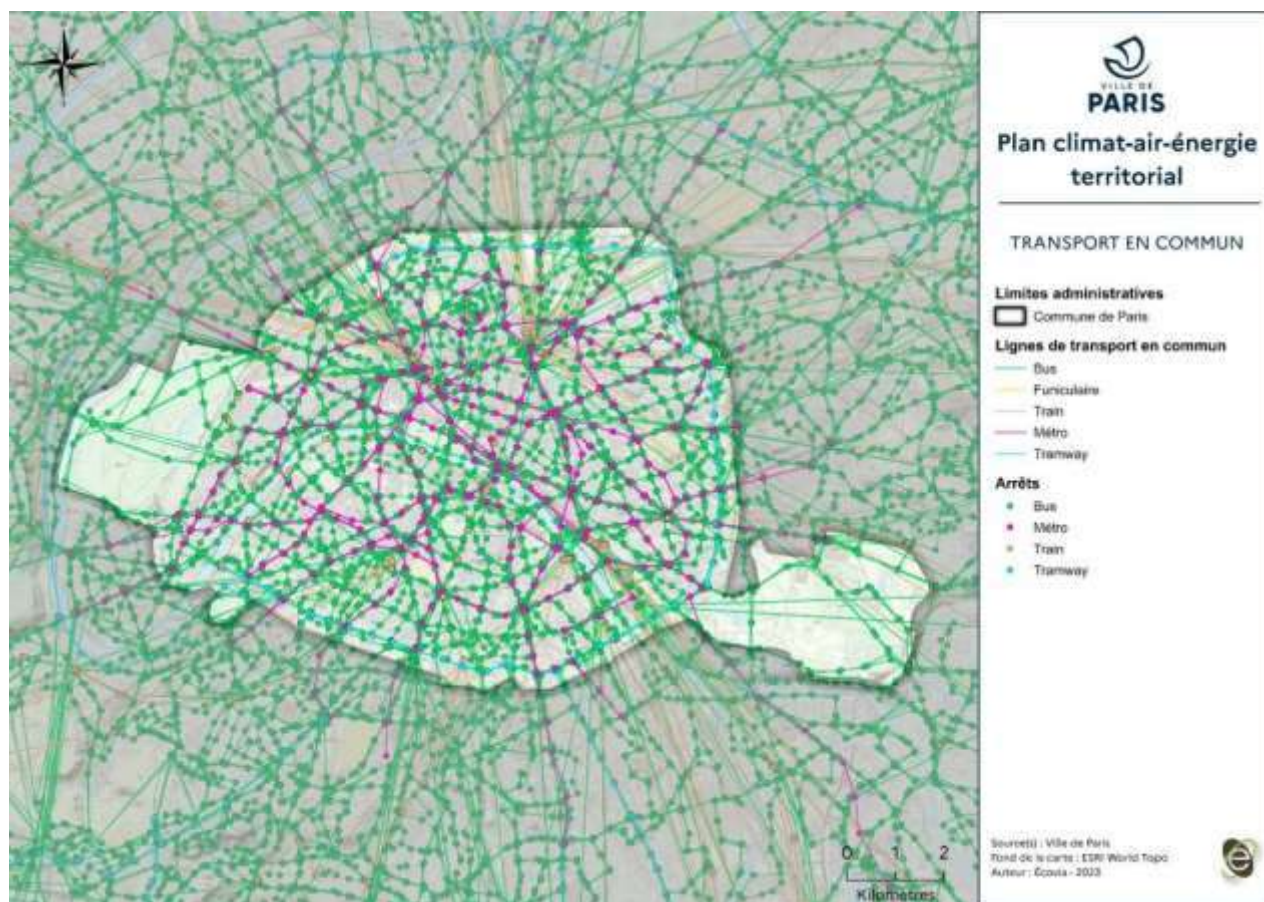 VILLE DE
PARIS
Plan climat-air-énergie
territorial
TRANSPORT EN COMMUN
Limites administratives
Commune de Paris
Lignes de transport en commun
Bus
Funiculaire
Train
Métro
Tramway
Arrêts
Bus
Métro
Train
Tramway
0 1 2
Kilomètres
Source(s) : Ville de Paris
Fond de la carte : ESRI World Topo
Auteur : Ecovia - 2023